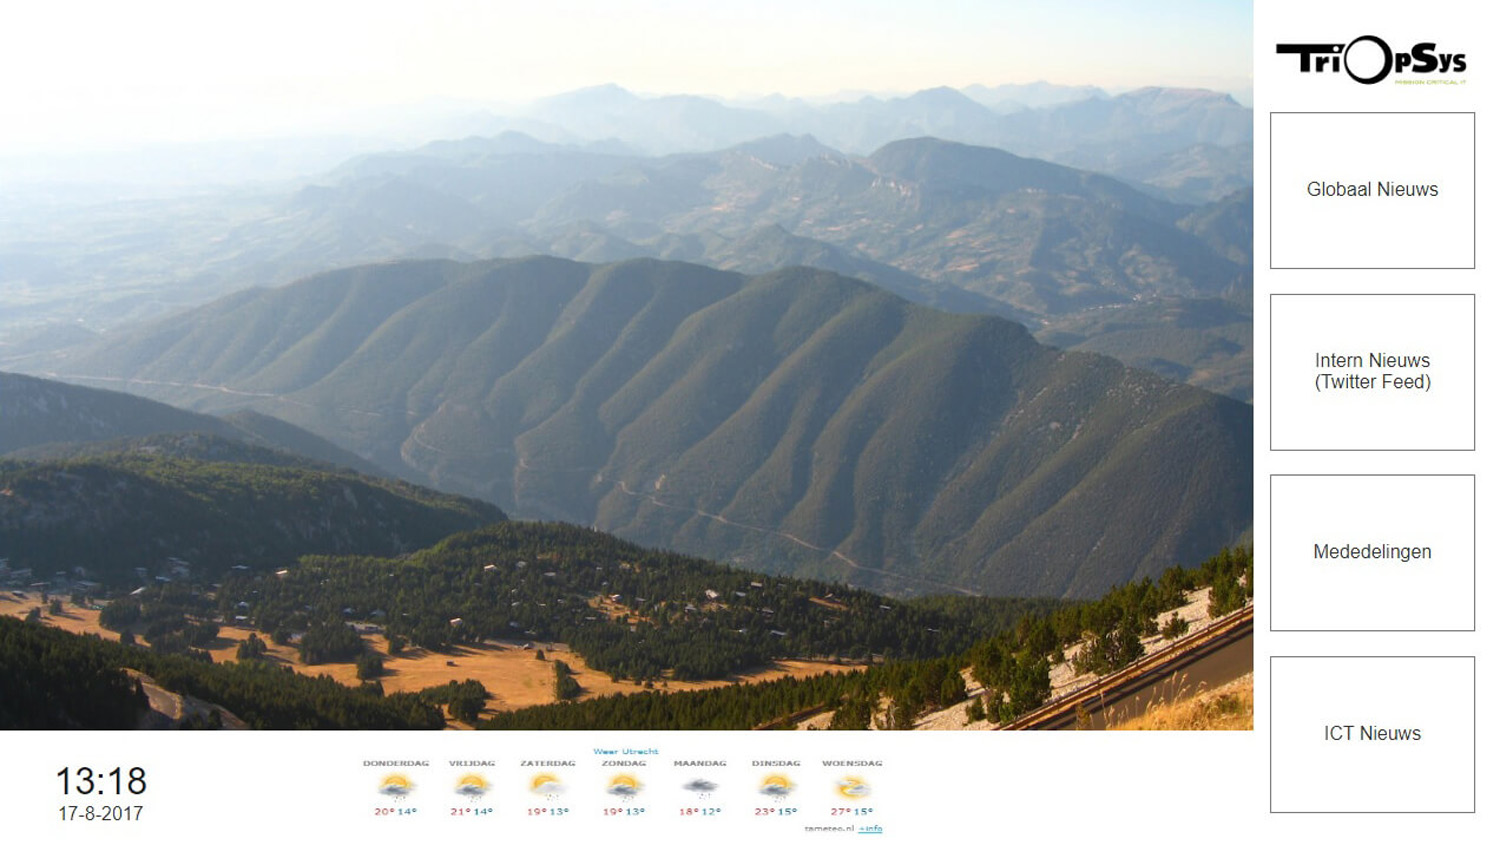 TriOpSys
MISSION CRITICAL IT
Globaal Nieuws
Intern Nieuws
(Twitter Feed)
Mededelingen
ICT Nieuws
13:18
17-8-2017
Weer Utrecht
DONDERDAG VRIJDAG ZATERDAG ZONDAG MAANDAG DINSDAG WOENSDAG
20° 14° 21° 14° 19° 13° 19° 13° 18° 12° 23° 15° 27° 15°
tameteo.nl +info